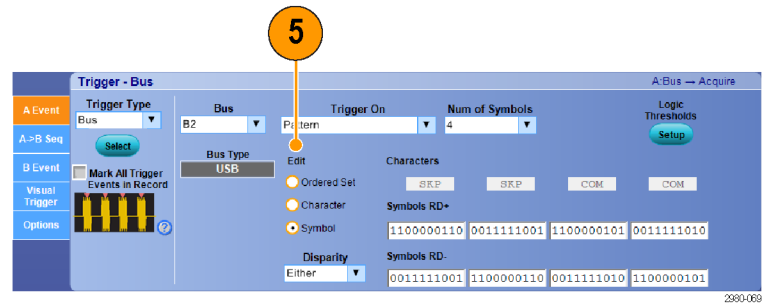 5
Trigger - Bus
A:Bus → Acquire
A Event
A->B Seq
B Event
Visual
Trigger
Options
Trigger Type
Bus
Select
Mark All Trigger
Events in Record
?
Bus
B2
Bus Type
USB
Trigger On
Pattern
Num of Symbols
4
Logic
Thresholds
Setup
Edit
Ordered Set
Character
Symbol
Disparity
Either
Characters
SKP SKP COM COM
Symbols RD+
1100000110 0011111001 1100000101 0011111010
Symbols RD-
0011111001 1100000110 0011111010 1100000101
2980-069